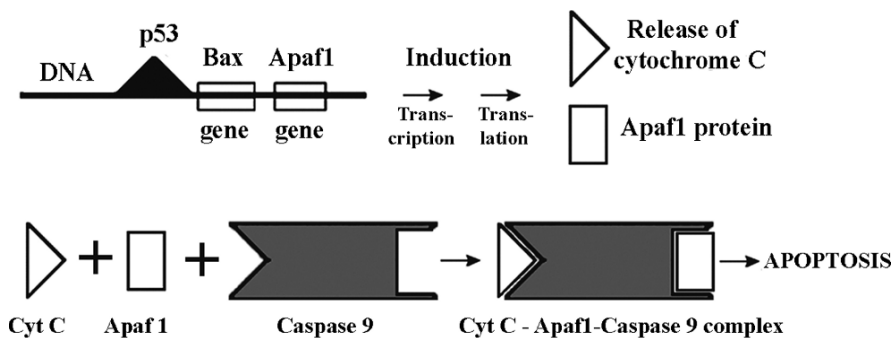 p53
DNA
Bax
Apaf1
gene
gene
Induction
Trans-
cription
Trans-
lation
Release of
cytochrome C
Apaf1 protein
+
+
Cyt C
Apaf 1
Caspase 9
Cyt C - Apaf1-Caspase 9 complex
APOPTOSIS